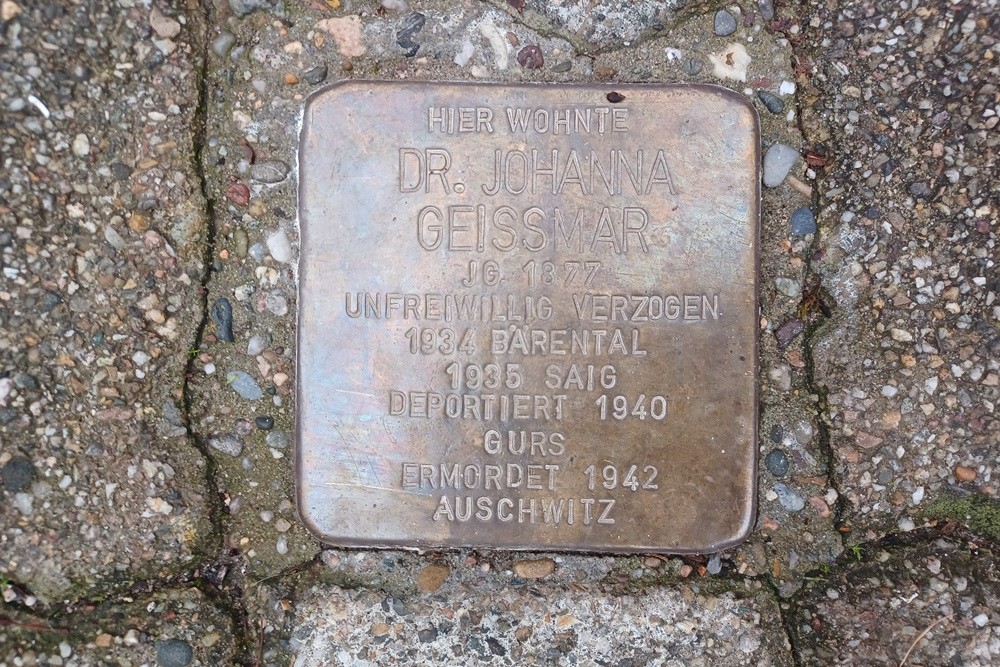 HIER WOHNTE
DR. JOHANNA
GEISSMAR
JG. 1877
UNFREIWILLIG VERZOGEN
1934 BÄRENTAL
1935 SAIG
DEPORTIERT 1940
GURS
ERMORDET 1942
AUSCHWITZ